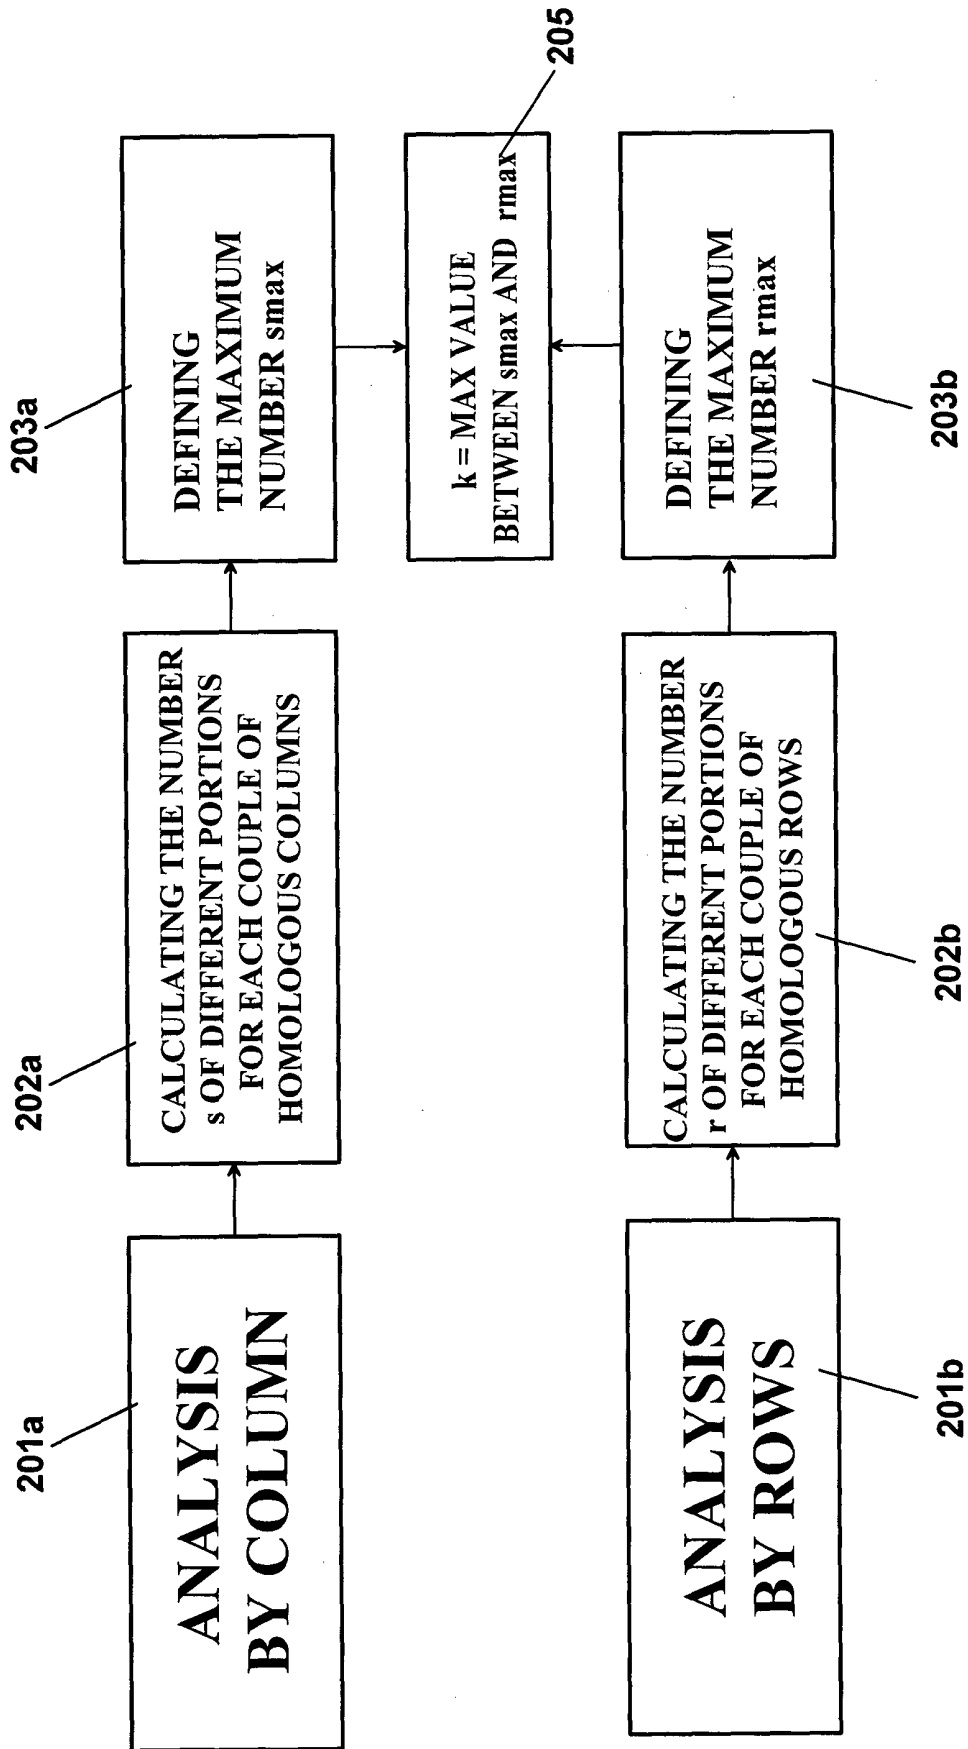 201a
ANALYSIS
BY COLUMN
202a
CALCULATING THE NUMBER
s OF DIFFERENT PORTIONS
FOR EACH COUPLE OF
HOMOLOGOUS COLUMNS
203a
DEFINING
THE MAXIMUM
NUMBER smax
k = MAX VALUE
BETWEEN smax AND rmax
205
ANALYSIS
BY ROWS
201b
CALCULATING THE NUMBER
r OF DIFFERENT PORTIONS
FOR EACH COUPLE OF
HOMOLOGOUS ROWS
202b
DEFINING
THE MAXIMUM
NUMBER rmax
203b